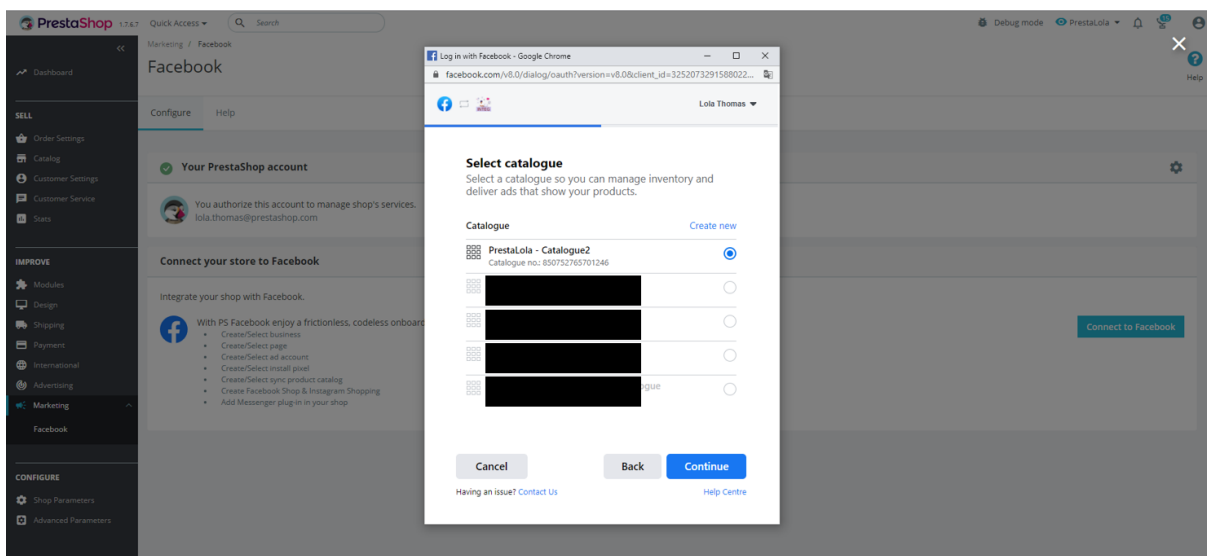 PrestaShop 1.7.6.7 Quick Access Search Debug mode PrestaLola
Marketing / Facebook
Facebook
Help
Dashboard
SELL
Order Settings
Catalog
Customer Settings
Customer Service
Stats
IMPROVE
Modules
Design
Shipping
Payment
International
Advertising
Marketing
Facebook
CONFIGURE
Shop Parameters
Advanced Parameters
Configure Help
Your PrestaShop account
You authorize this account to manage shop's services.
lola.thomas@prestashop.com
Connect your store to Facebook
Integrate your shop with Facebook.
With PS Facebook enjoy a frictionless, codeless onboard
Create/Select business
Create/Select page
Create/Select ad account
Create/Select install pixel
Create/Select sync product catalog
Create Facebook Shop & Instagram Shopping
Add Messenger plug-in in your shop
Connect to Facebook
Log in with Facebook - Google Chrome
facebook.com/v8.0/dialog/oauth?version=v8.0&client_id=3252073291588022...
Lola Thomas
Select catalogue
Select a catalogue so you can manage inventory and
deliver ads that show your products.
Catalogue Create new
PrestaLola - Catalogue2
Catalogue no.: 850752765701246
ogue
Cancel Back Continue
Having an issue? Contact Us Help Centre